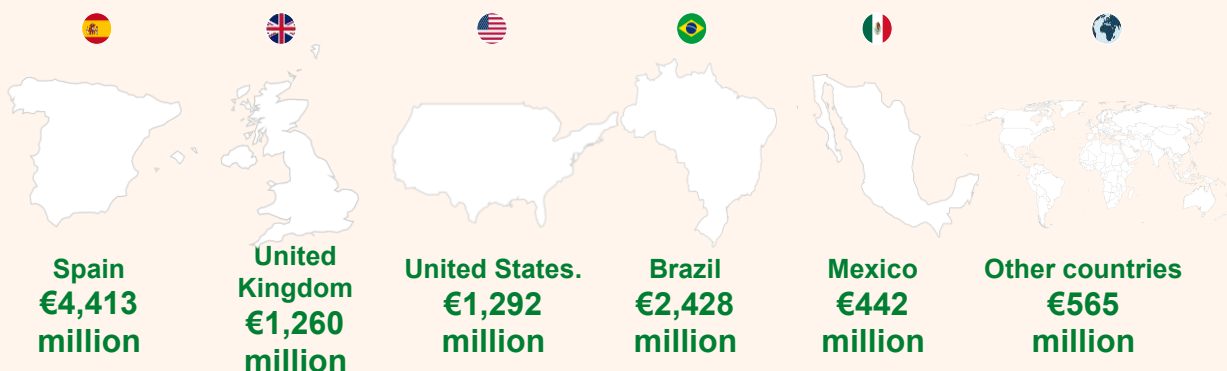 Spain
€4,413
million
United
Kingdom
€1,260
million
United States.
€1,292
million
Brazil
€2,428
million
Mexico
€442
million
Other countries
€565
million